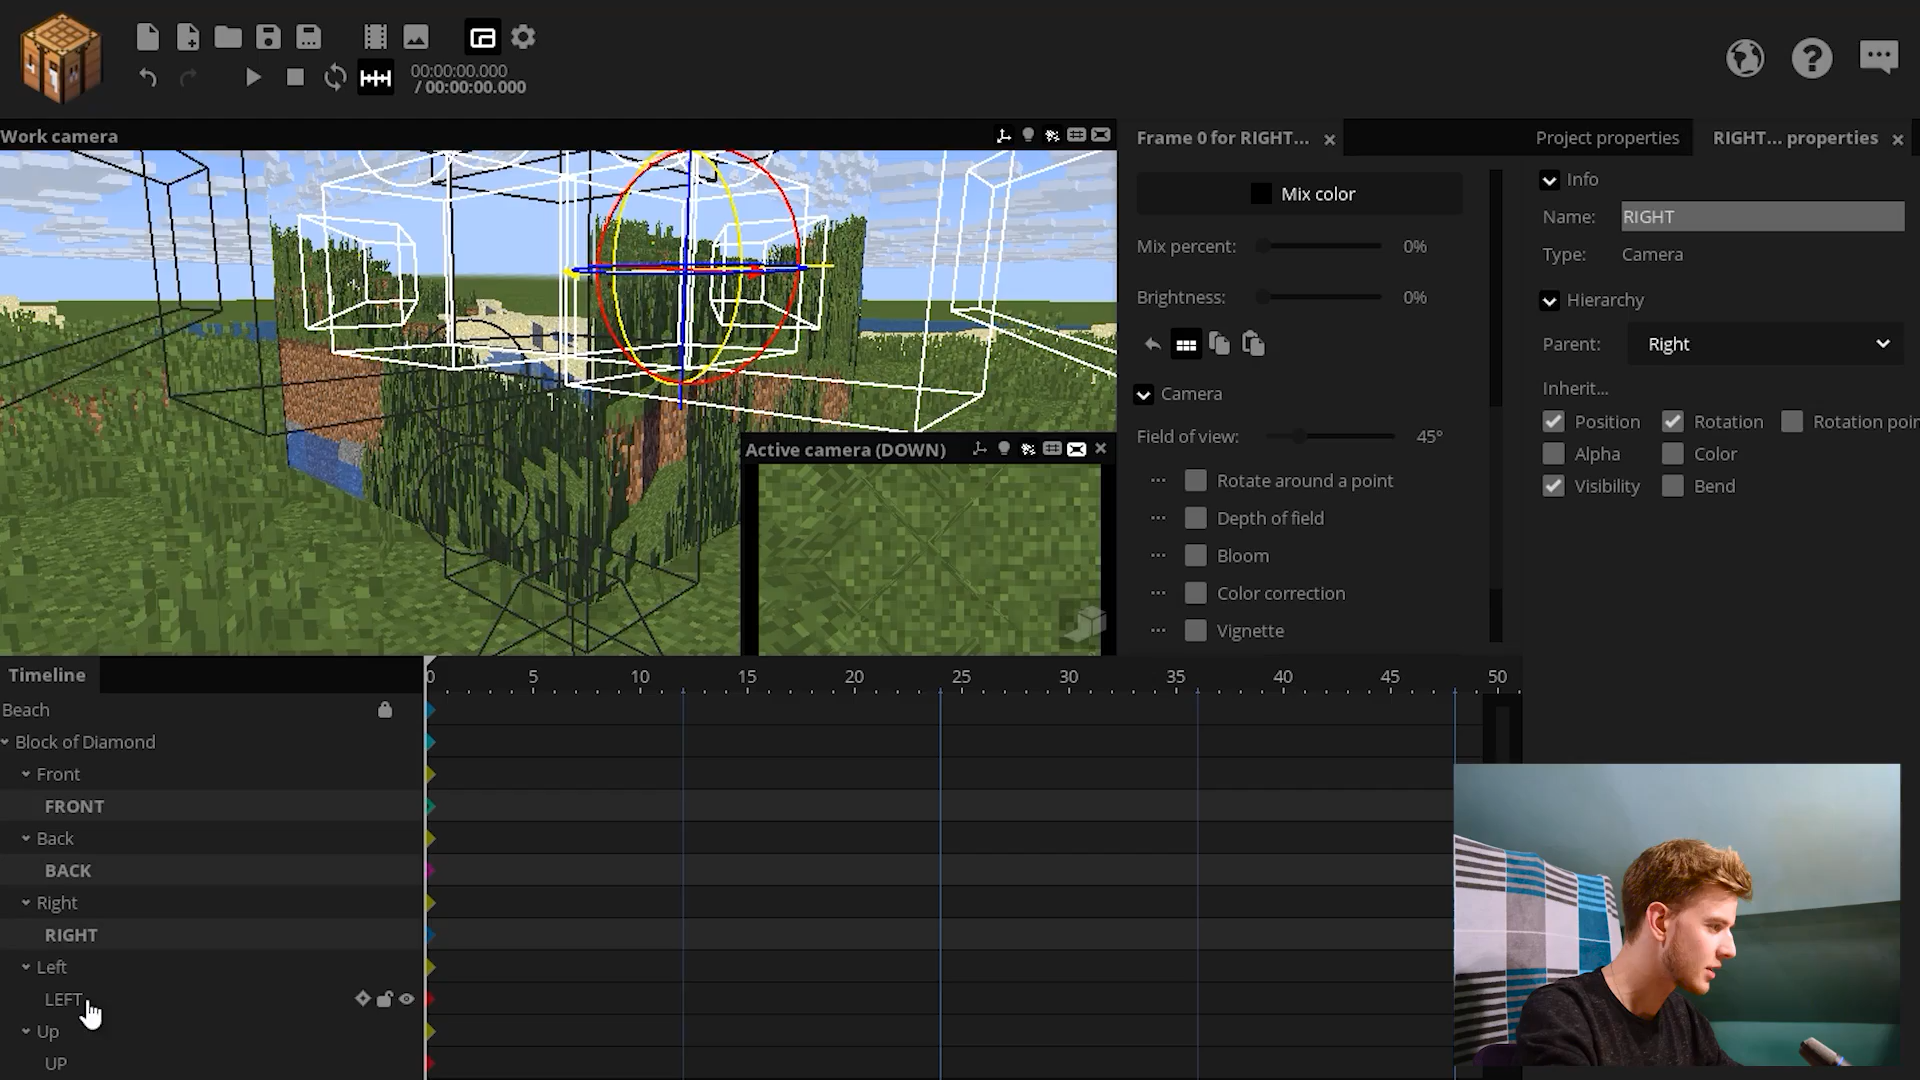 00:00:00.000
/ 00:00:00.000
Work camera
Frame 0 for RIGHT...
Project properties
RIGHT... properties
Mix color
Mix percent: 0%
Brightness: 0%
Camera
Field of view: 45°
Rotate around a point
Depth of field
Bloom
Color correction
Vignette
Info
Name: RIGHT
Type: Camera
Hierarchy
Parent: Right
Inherit...
Position Rotation Rotation poin
Alpha Color
Visibility Bend
Active camera (DOWN)
Timeline
0 5 10 15 20 25 30 35 40 45 50
Beach
Block of Diamond
Front
FRONT
Back
BACK
Right
RIGHT
Left
LEFT
Up
UP